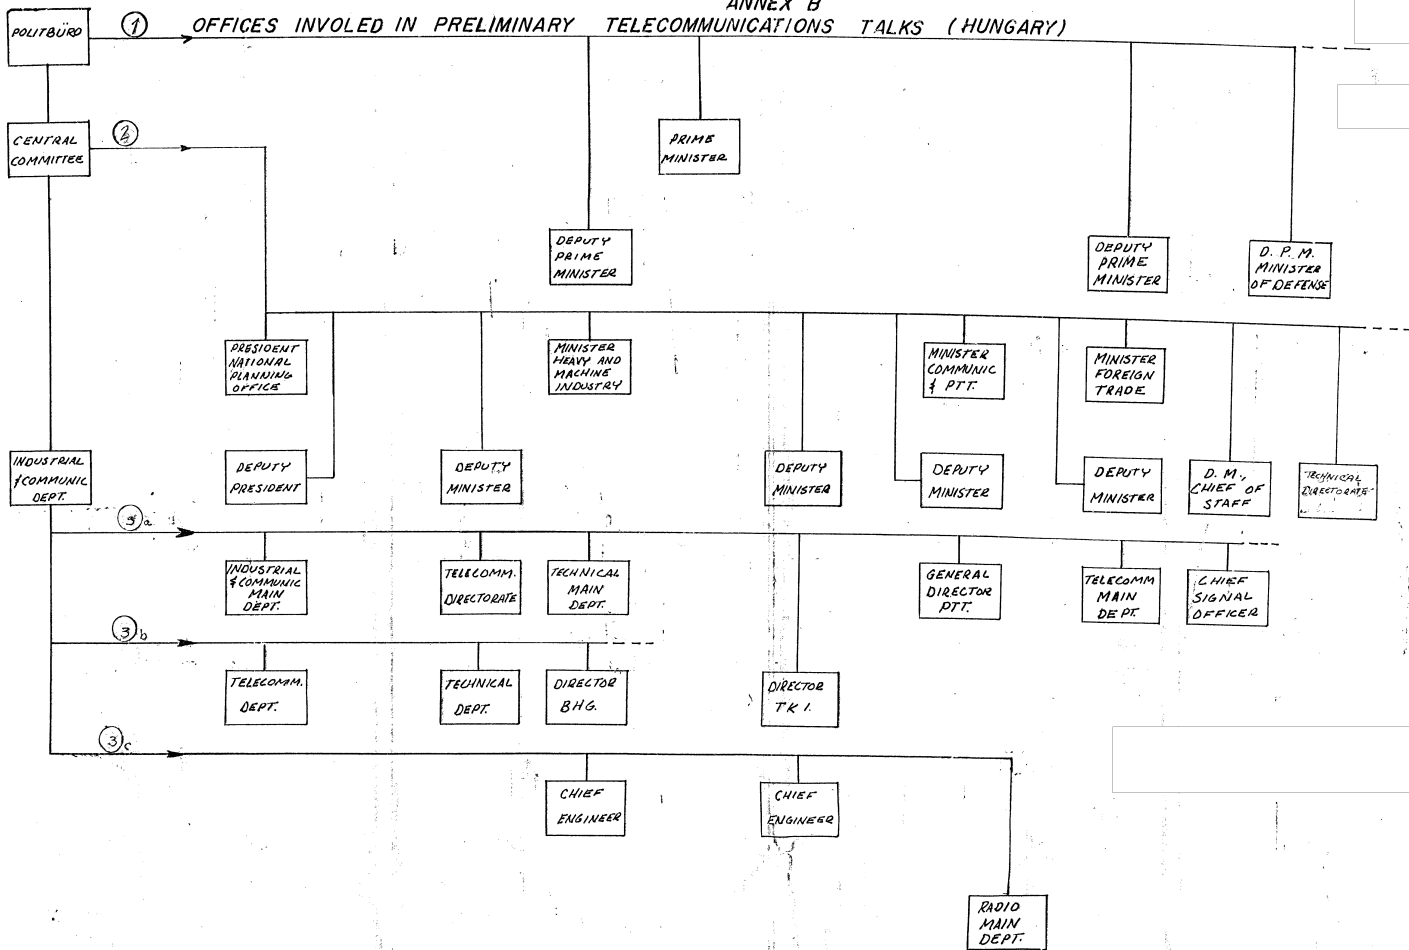 ANNEX B
OFFICES INVOLED IN PRELIMINARY TELECOMMUNICATIONS TALKS (HUNGARY)
POLITBÜRO
1
CENTRAL
COMMITTEE
2
PRIME
MINISTER
DEPUTY
PRIME
MINISTER
DEPUTY
PRIME
MINISTER
D. P. M.
MINISTER
OF DEFENSE
PRESIDENT
NATIONAL
PLANNING
OFFICE
MINISTER
HEAVY AND
MACHINE
INDUSTRY
MINISTER
COMMUNIC
& PTT.
MINISTER
FOREIGN
TRADE
INDUSTRIAL
& COMMUNIC
DEPT.
DEPUTY
PRESIDENT
DEPUTY
MINISTER
DEPUTY
MINISTER
DEPUTY
MINISTER
DEPUTY
MINISTER
D. M.,
CHIEF OF
STAFF
TECHNICAL
DIRECTORATE
3a
INDUSTRIAL
& COMMUNIC
MAIN
DEPT.
TELECOMM.
DIRECTORATE
TECHNICAL
MAIN
DEPT.
GENERAL
DIRECTOR
PTT.
TELECOMM
MAIN
DEPT.
CHIEF
SIGNAL
OFFICER
3b
TELECOMM.
DEPT.
TECHNICAL
DEPT.
DIRECTOR
BHG.
DIRECTOR
TKI.
3c
CHIEF
ENGINEER
CHIEF
ENGINEER
RADIO
MAIN
DEPT.